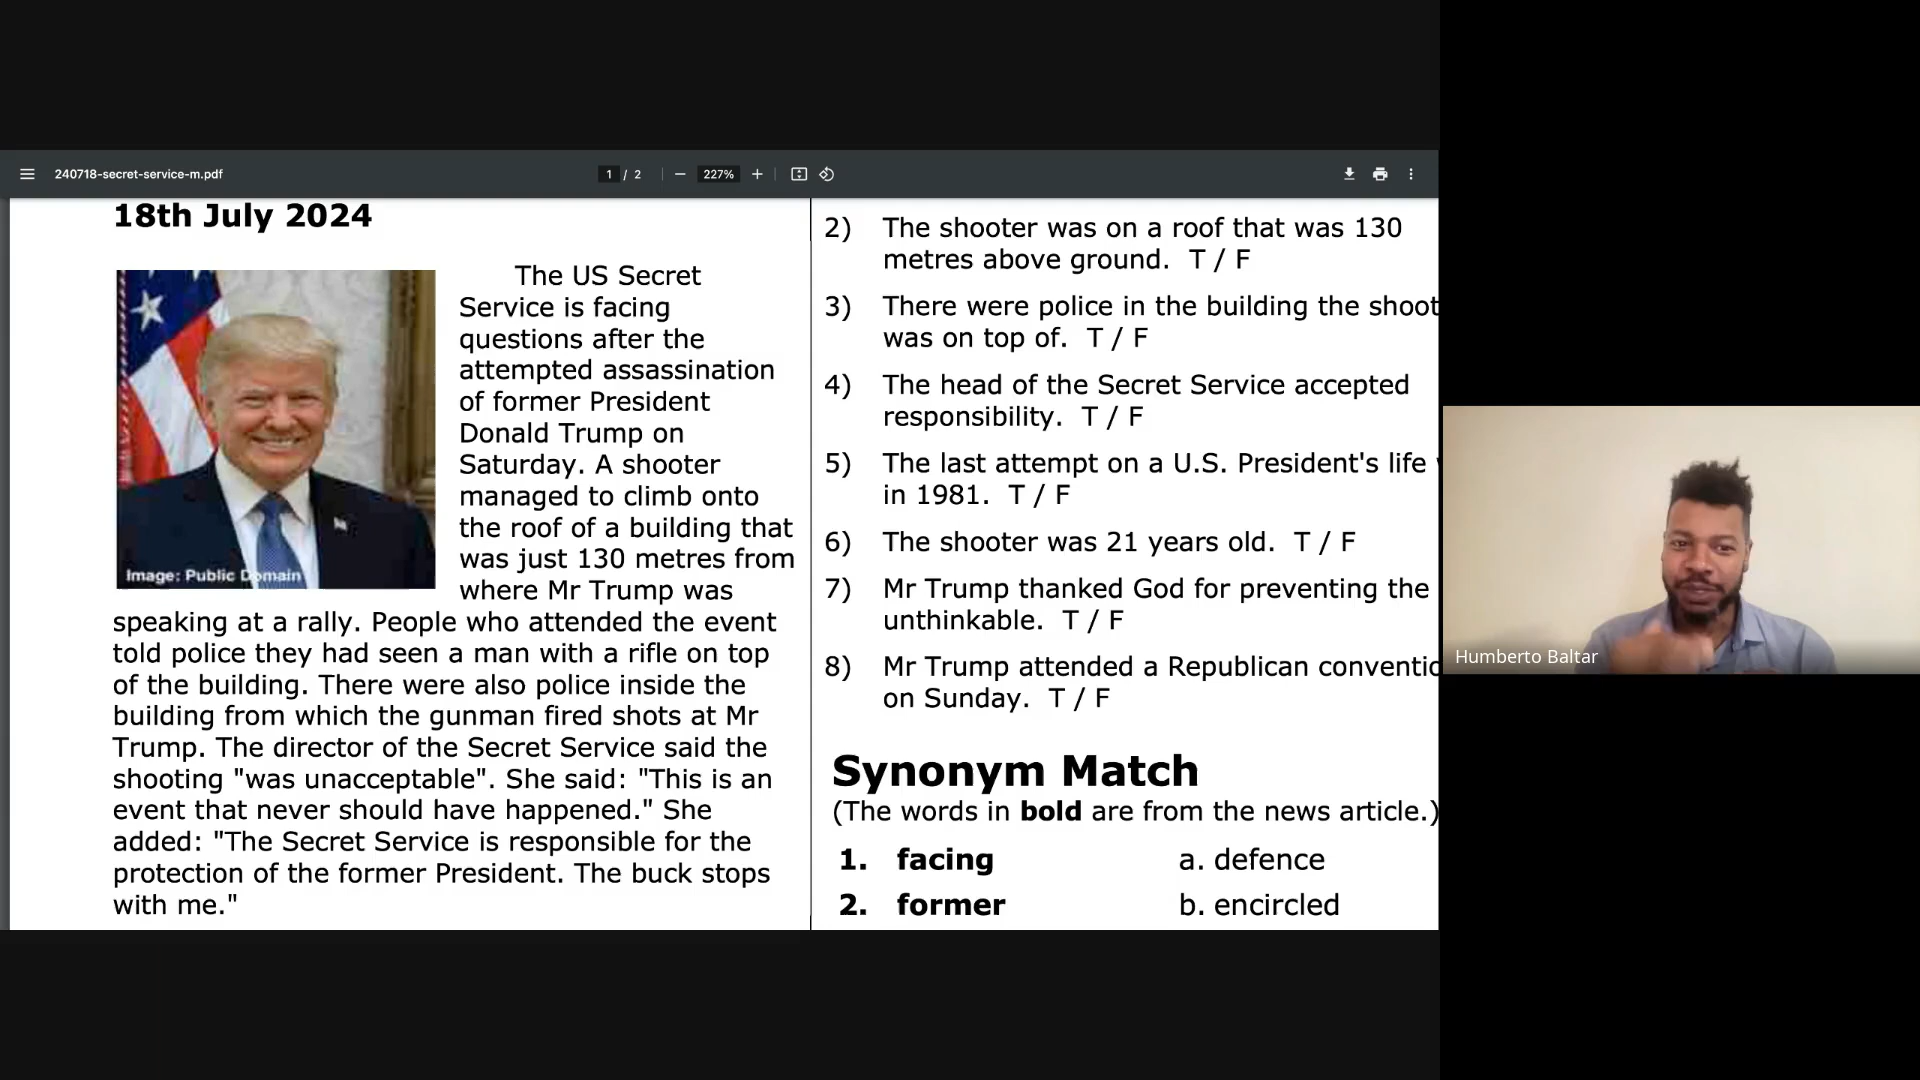 240718-secret-service-m.pdf
1 / 2
227%
18th July 2024
The US Secret
Service is facing
questions after the
attempted assassination
of former President
Donald Trump on
Saturday. A shooter
managed to climb onto
the roof of a building that
was just 130 metres from
where Mr Trump was
Image: Public Domain
speaking at a rally. People who attended the event
told police they had seen a man with a rifle on top
of the building. There were also police inside the
building from which the gunman fired shots at Mr
Trump. The director of the Secret Service said the
shooting "was unacceptable". She said: "This is an
event that never should have happened." She
added: "The Secret Service is responsible for the
protection of the former President. The buck stops
with me."
2) The shooter was on a roof that was 130
metres above ground. T / F
3) There were police in the building the shoot
was on top of. T / F
4) The head of the Secret Service accepted
responsibility. T / F
5) The last attempt on a U.S. President's life
in 1981. T / F
6) The shooter was 21 years old. T / F
7) Mr Trump thanked God for preventing the
unthinkable. T / F
8) Mr Trump attended a Republican conventio
on Sunday. T / F
Synonym Match
(The words in bold are from the news article.)
1. facing a. defence
2. former b. encircled
Humberto Baltar